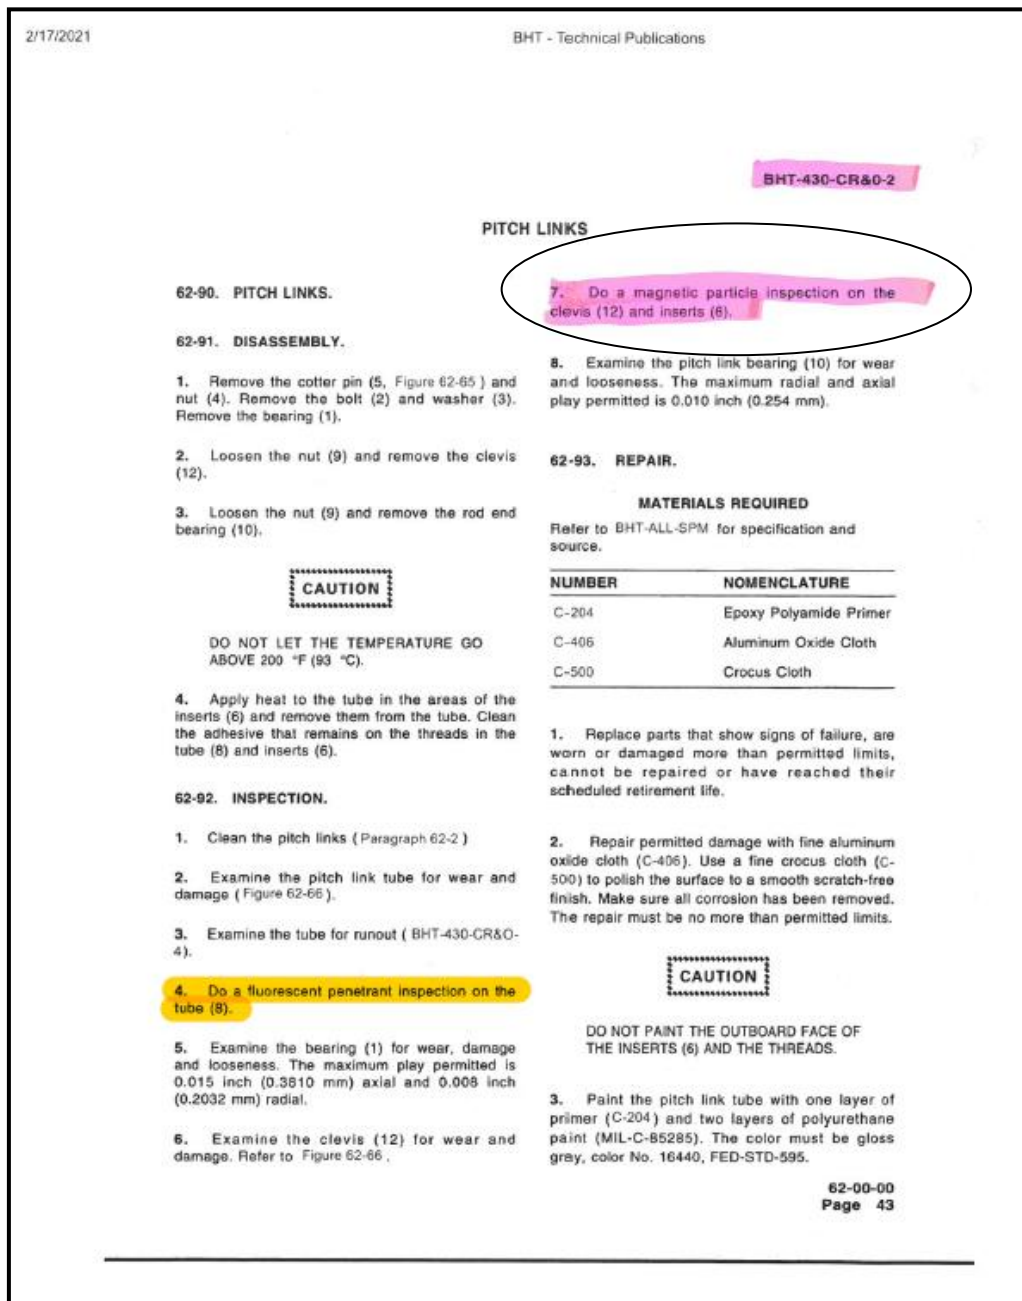 2/17/2021
BHT - Technical Publications
BHT-430-CR&O-2
PITCH LINKS
62-90. PITCH LINKS.
62-91. DISASSEMBLY.
1. Remove the cotter pin (5, Figure 62-65 ) and
nut (4). Remove the bolt (2) and washer (3).
Remove the bearing (1).
2. Loosen the nut (9) and remove the clevis
(12).
3. Loosen the nut (9) and remove the rod end
bearing (10).
CAUTION
DO NOT LET THE TEMPERATURE GO
ABOVE 200 °F (93 °C).
4. Apply heat to the tube in the areas of the
inserts (6) and remove them from the tube. Clean
the adhesive that remains on the threads in the
tube (8) and inserts (6).
62-92. INSPECTION.
1. Clean the pitch links ( Paragraph 62-2 )
2. Examine the pitch link tube for wear and
damage ( Figure 62-66 ).
3. Examine the tube for runout ( BHT-430-CR&O-
4).
4. Do a fluorescent penetrant inspection on the
tube (8).
5. Examine the bearing (1) for wear, damage
and looseness. The maximum play permitted is
0.015 inch (0.3810 mm) axial and 0.008 inch
(0.2032 mm) radial.
6. Examine the clevis (12) for wear and
damage. Refer to Figure 62-66 .
7. Do a magnetic particle inspection on the
clevis (12) and inserts (6).
8. Examine the pitch link bearing (10) for wear
and looseness. The maximum radial and axial
play permitted is 0.010 inch (0.254 mm).
62-93. REPAIR.
MATERIALS REQUIRED
Refer to BHT-ALL-SPM for specification and
source.
NUMBER NOMENCLATURE
C-204 Epoxy Polyamide Primer
C-406 Aluminum Oxide Cloth
C-500 Crocus Cloth
1. Replace parts that show signs of failure, are
worn or damaged more than permitted limits,
cannot be repaired or have reached their
scheduled retirement life.
2. Repair permitted damage with fine aluminum
oxide cloth (C-406). Use a fine crocus cloth (C-
500) to polish the surface to a smooth scratch-free
finish. Make sure all corrosion has been removed.
The repair must be no more than permitted limits.
CAUTION
DO NOT PAINT THE OUTBOARD FACE OF
THE INSERTS (6) AND THE THREADS.
3. Paint the pitch link tube with one layer of
primer (C-204) and two layers of polyurethane
paint (MIL-C-85285). The color must be gloss
gray, color No. 16440, FED-STD-595.
62-00-00
Page 43